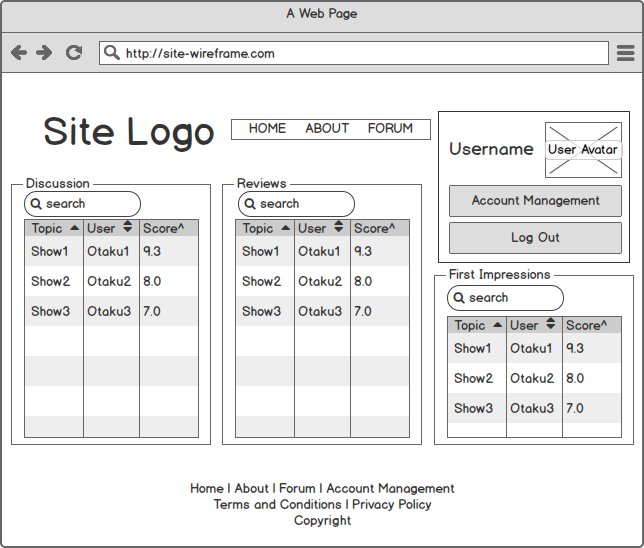 A Web Page
http://site-wireframe.com
Site Logo
HOME ABOUT FORUM
Username
User Avatar
Account Management
Log Out
Discussion
search
Topic User Score^
Show1 Otaku1 9.3
Show2 Otaku2 8.0
Show3 Otaku3 7.0
Reviews
search
Topic User Score^
Show1 Otaku1 9.3
Show2 Otaku2 8.0
Show3 Otaku3 7.0
First Impressions
search
Topic User Score^
Show1 Otaku1 9.3
Show2 Otaku2 8.0
Show3 Otaku3 7.0
Home | About | Forum | Account Management
Terms and Conditions | Privacy Policy
Copyright